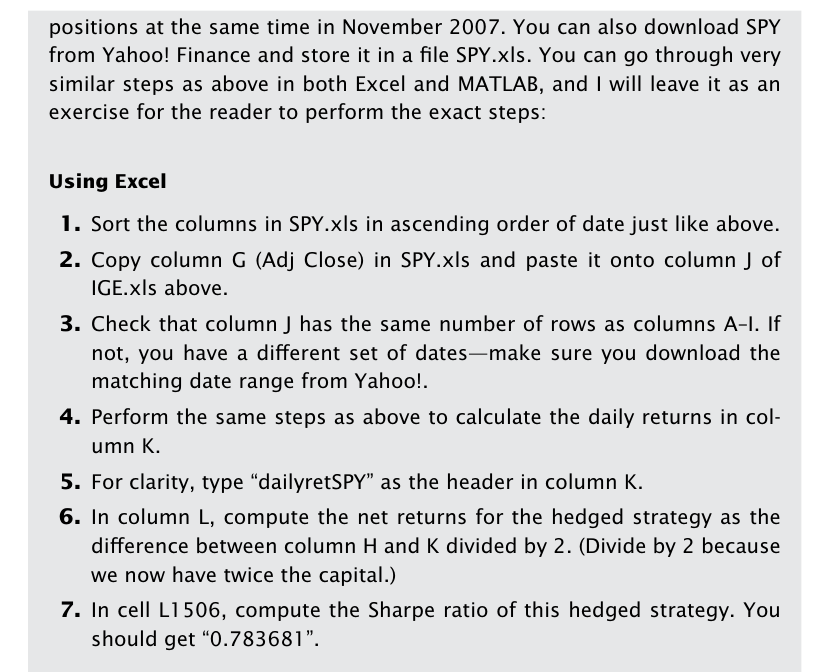 positions at the same time in November 2007. You can also download SPY
from Yahoo! Finance and store it in a file SPY.xls. You can go through very
similar steps as above in both Excel and MATLAB, and I will leave it as an
exercise for the reader to perform the exact steps:
Using Excel
1. Sort the columns in SPY.xls in ascending order of date just like above.
2. Copy column G (Adj Close) in SPY.xls and paste it onto column J of
IGE.xls above.
3. Check that column J has the same number of rows as columns A–I. If
not, you have a different set of dates—make sure you download the
matching date range from Yahoo!.
4. Perform the same steps as above to calculate the daily returns in col-
umn K.
5. For clarity, type “dailyretSPY” as the header in column K.
6. In column L, compute the net returns for the hedged strategy as the
difference between column H and K divided by 2. (Divide by 2 because
we now have twice the capital.)
7. In cell L1506, compute the Sharpe ratio of this hedged strategy. You
should get “0.783681”.